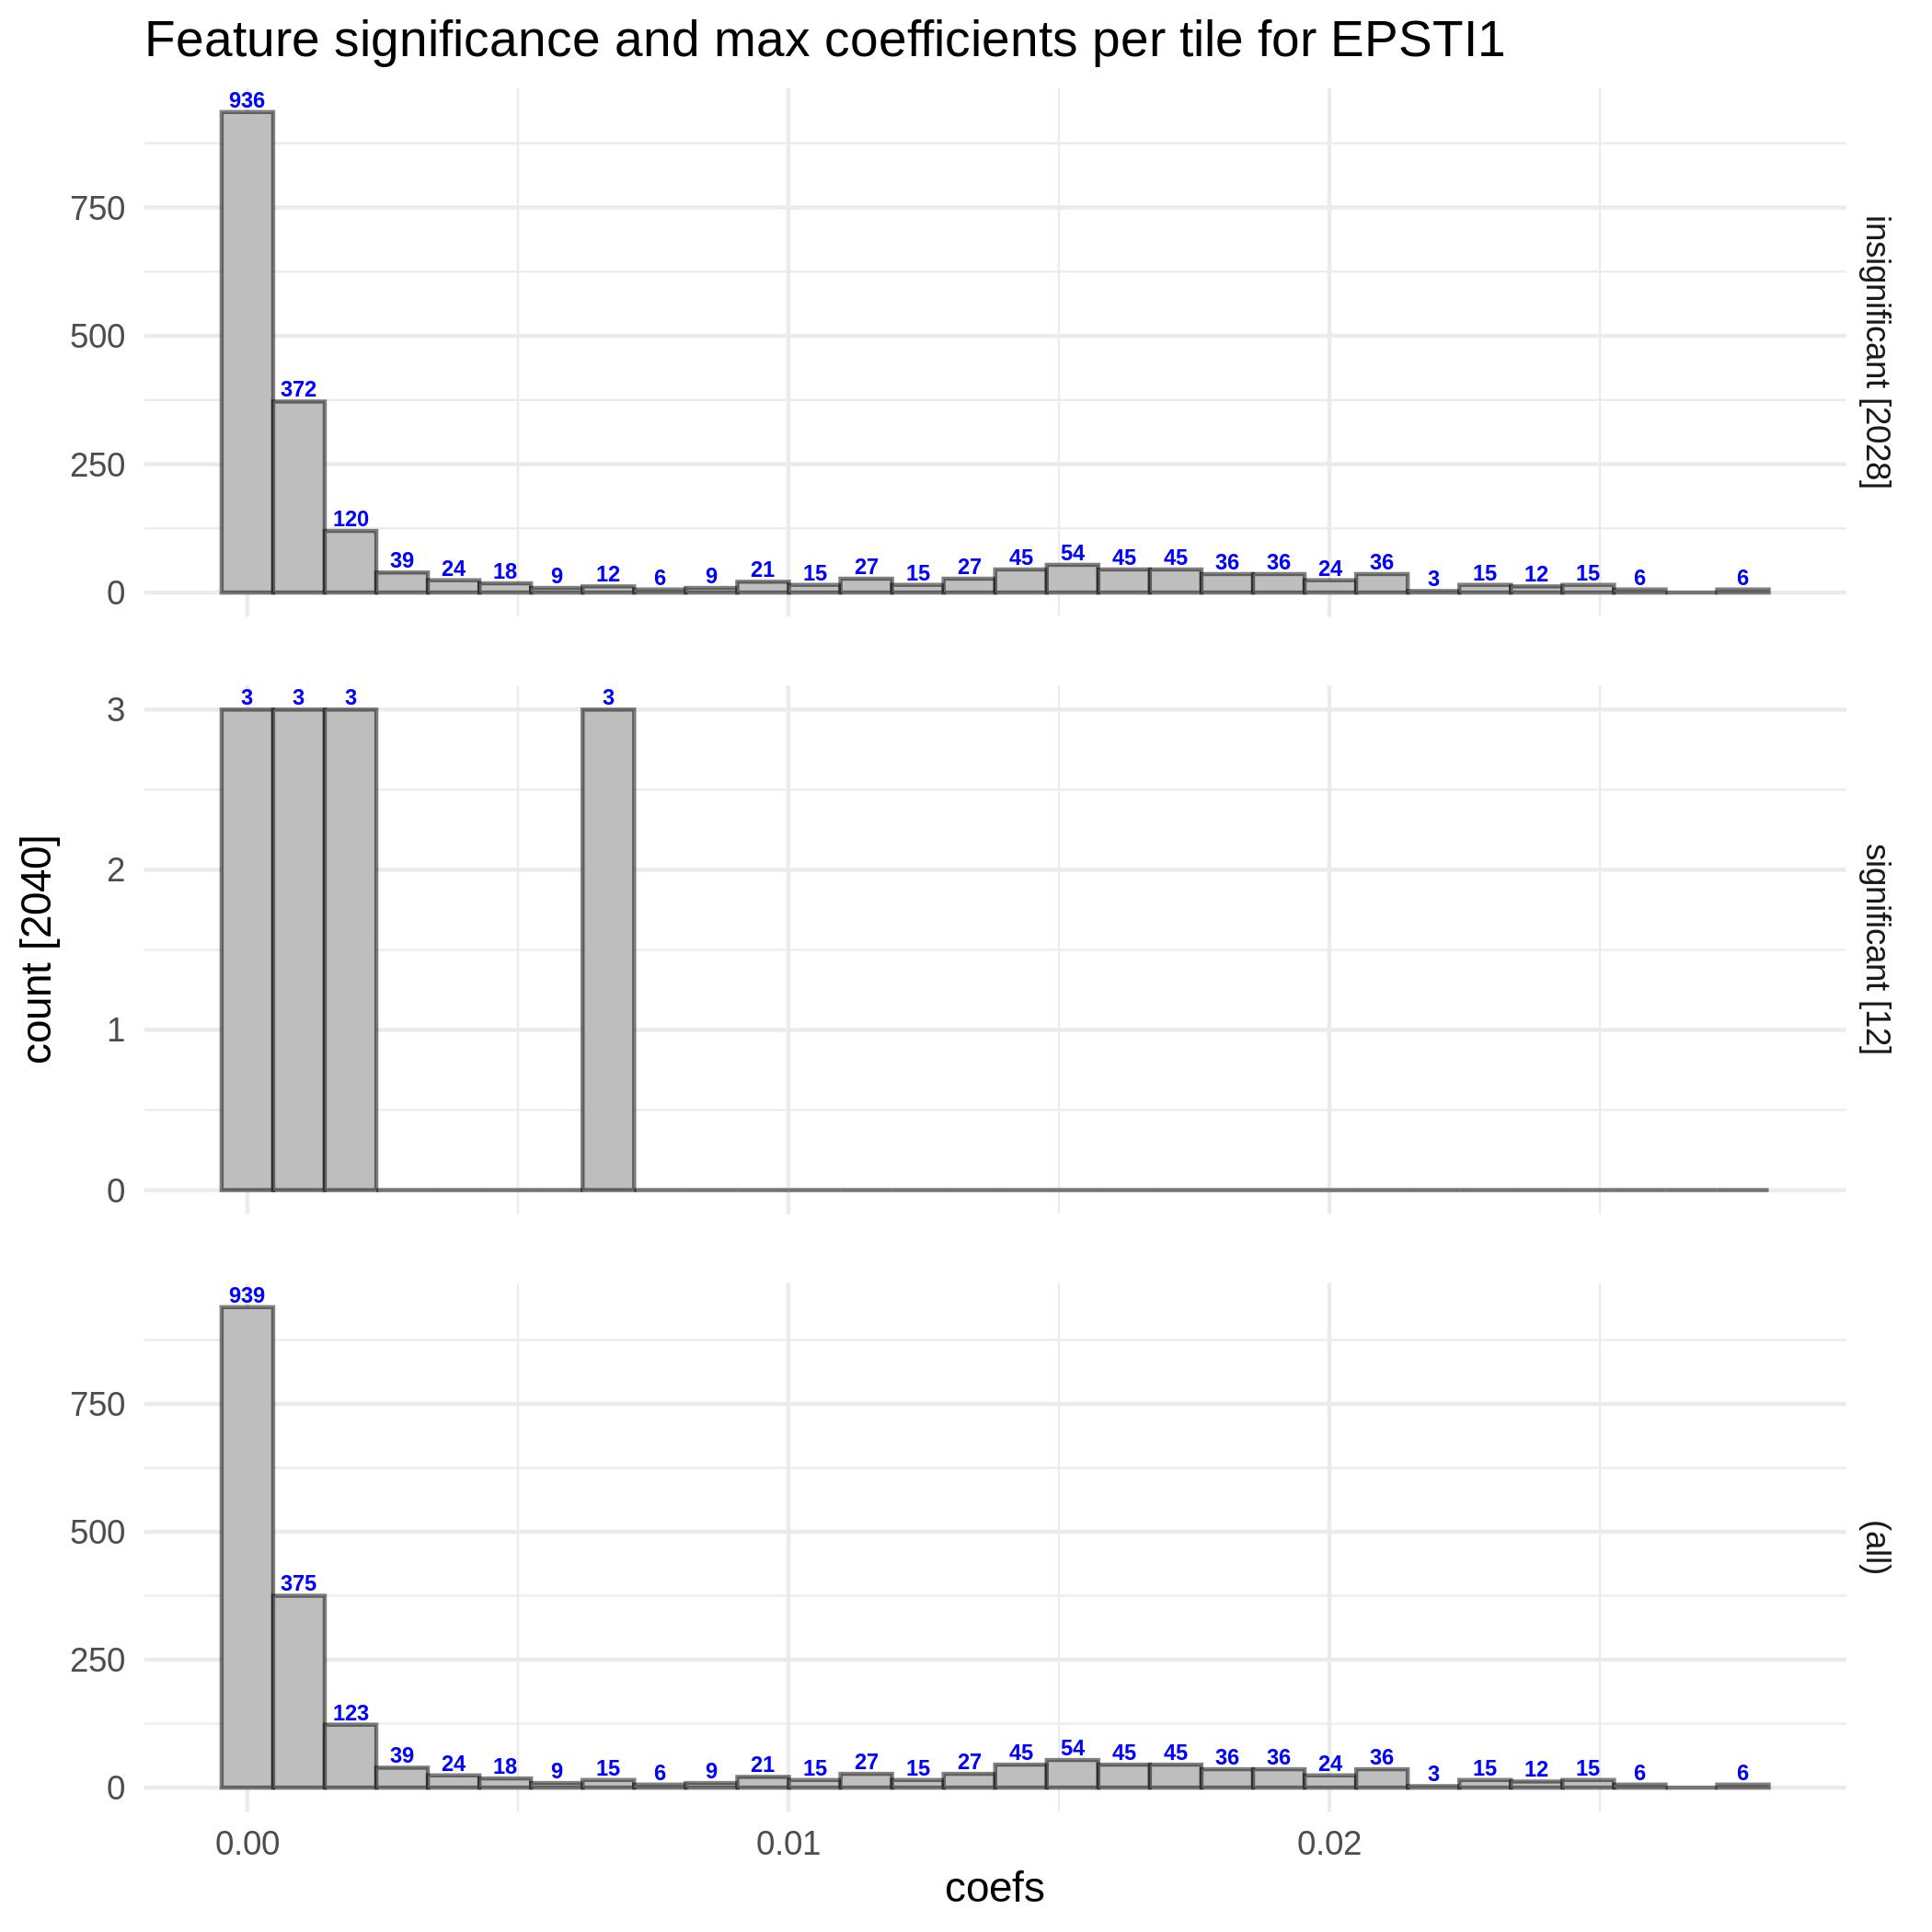 Feature significance and max coefficients per tile for EPSTI1
936
372
120
39 24 18 9 12 6 9 21 15 27 15 27 45 54 45 45 36 36 24 36 3 15 12 15 6 6
750
500
250
0
insignificant [2028]
3 3 3 3
3
2
1
0
count [2040]
significant [12]
939
375
123
39 24 18 9 15 6 9 21 15 27 15 27 45 54 45 45 36 36 24 36 3 15 12 15 6 6
750
500
250
0
(all)
0.00 0.01 0.02
coefs